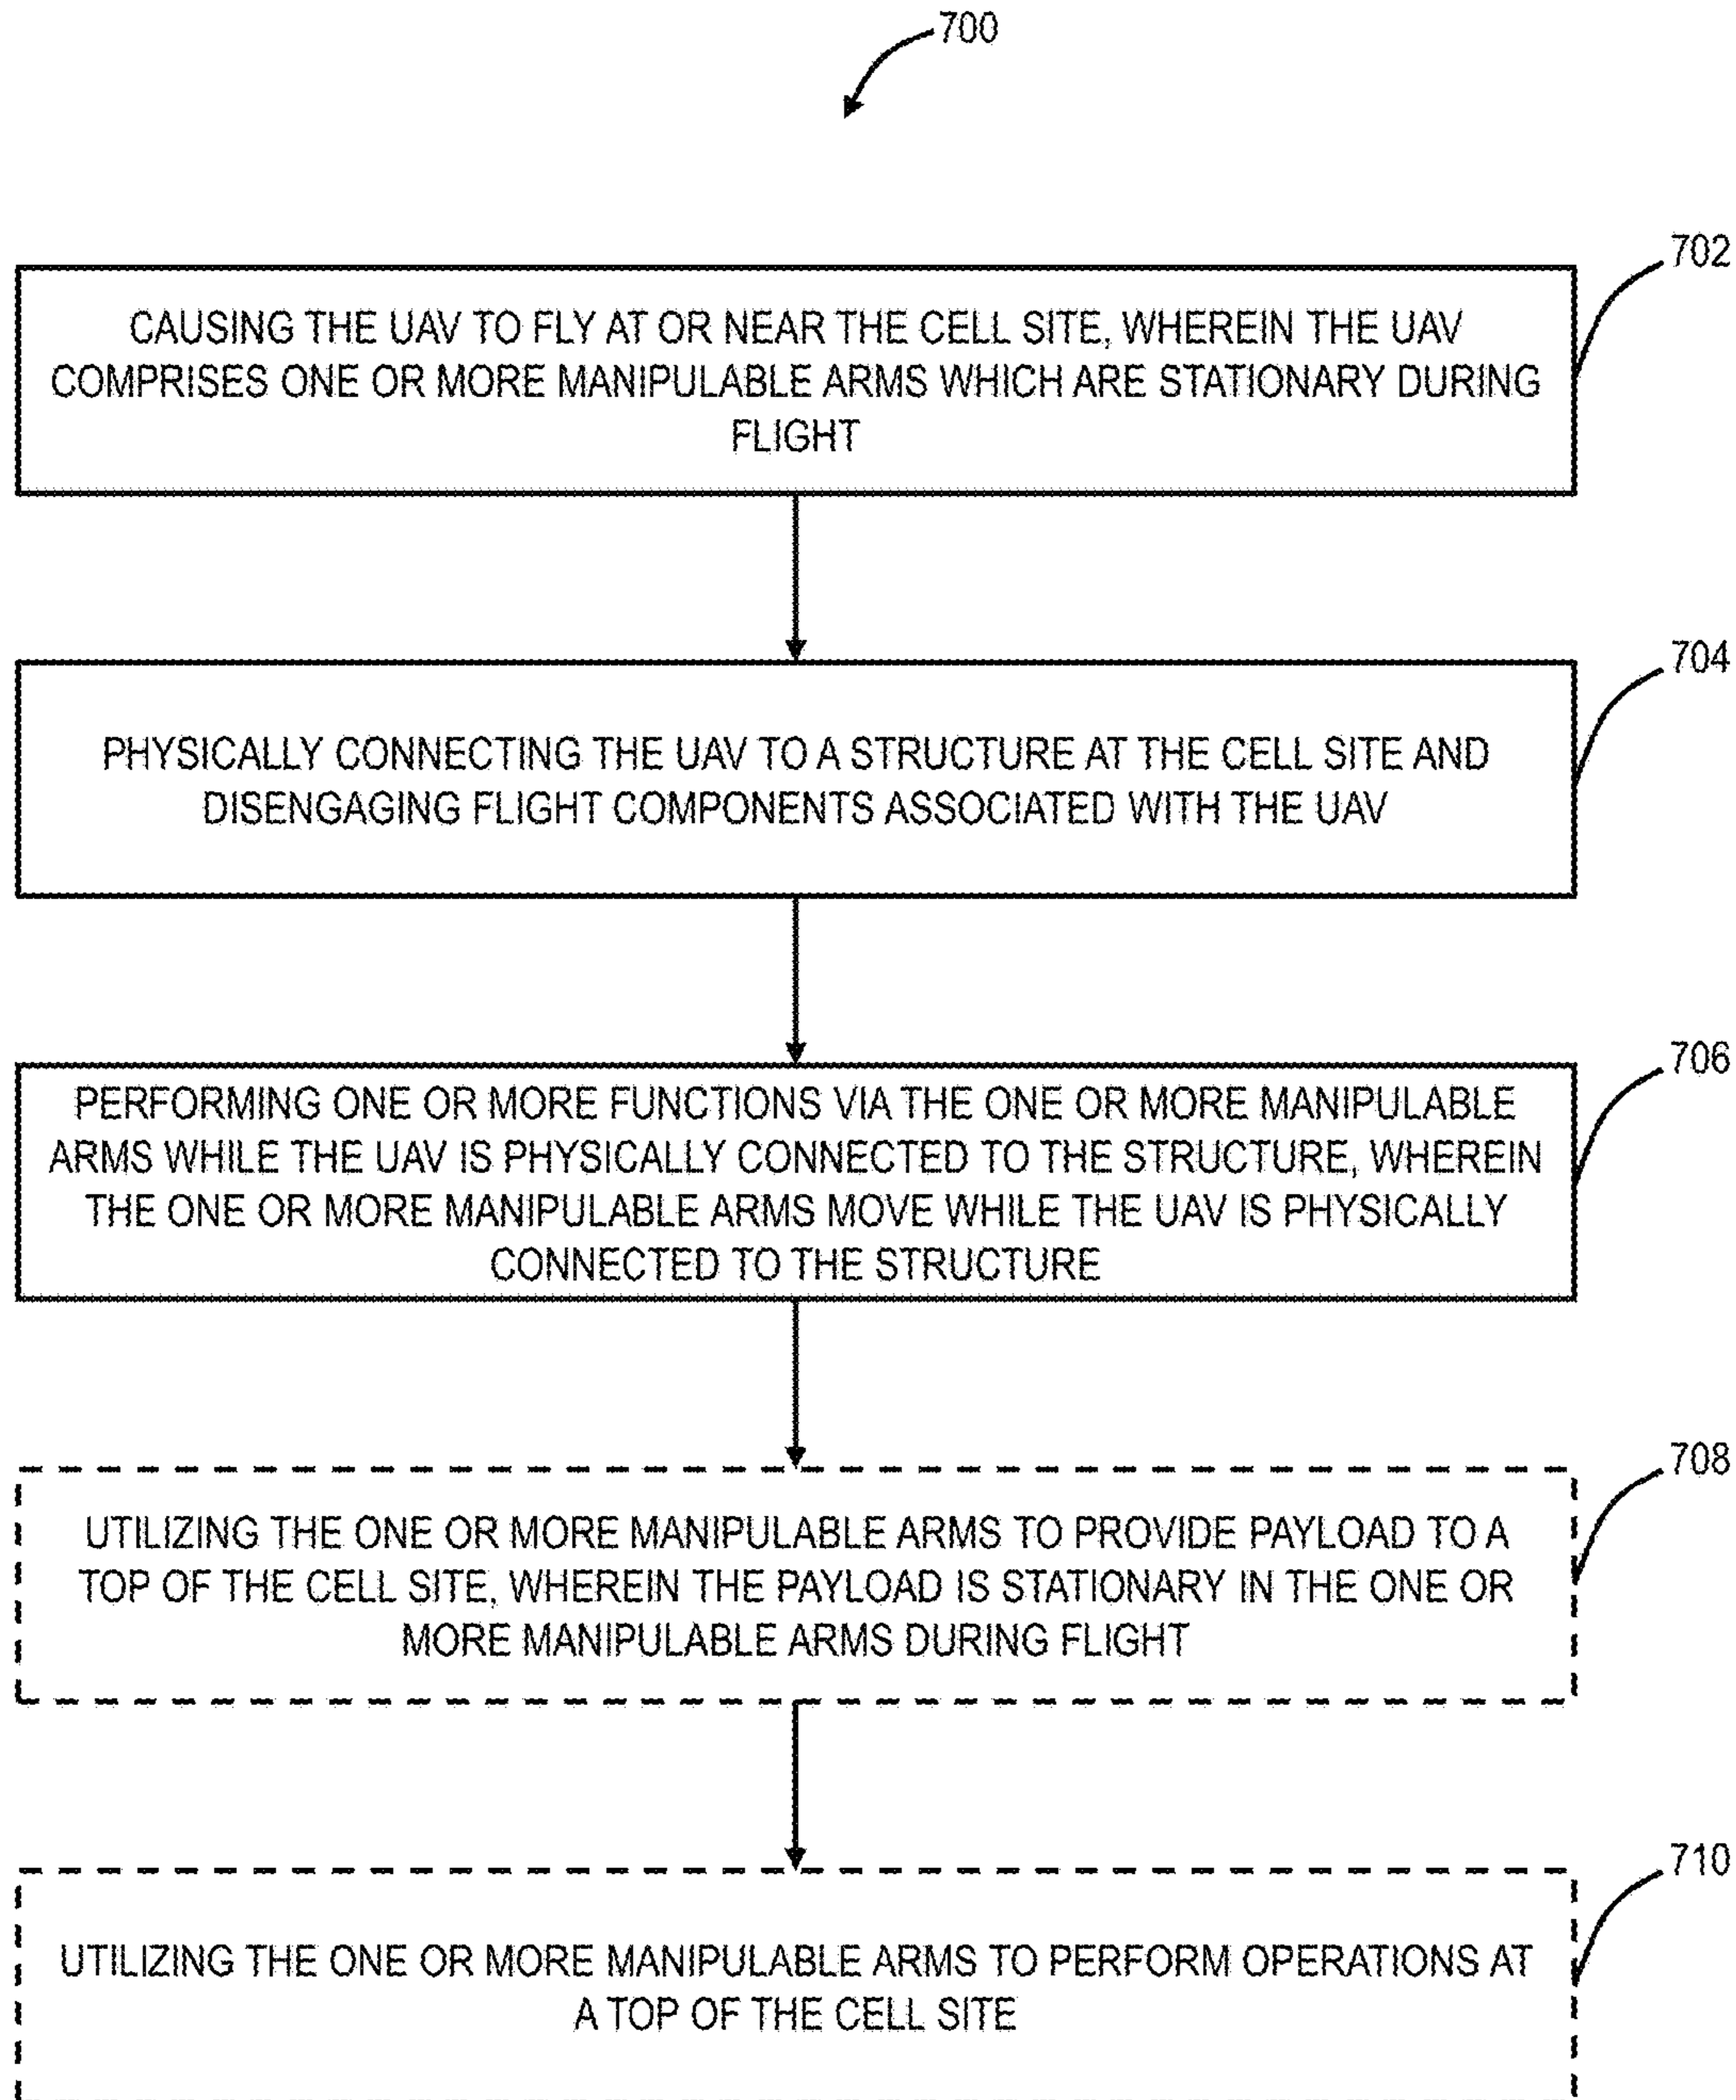 700
702
CAUSING THE UAV TO FLY AT OR NEAR THE CELL SITE, WHEREIN THE UAV
COMPRISES ONE OR MORE MANIPULABLE ARMS WHICH ARE STATIONARY DURING
FLIGHT
704
PHYSICALLY CONNECTING THE UAV TO A STRUCTURE AT THE CELL SITE AND
DISENGAGING FLIGHT COMPONENTS ASSOCIATED WITH THE UAV
706
PERFORMING ONE OR MORE FUNCTIONS VIA THE ONE OR MORE MANIPULABLE
ARMS WHILE THE UAV IS PHYSICALLY CONNECTED TO THE STRUCTURE, WHEREIN
THE ONE OR MORE MANIPULABLE ARMS MOVE WHILE THE UAV IS PHYSICALLY
CONNECTED TO THE STRUCTURE
708
UTILIZING THE ONE OR MORE MANIPULABLE ARMS TO PROVIDE PAYLOAD TO A
TOP OF THE CELL SITE, WHEREIN THE PAYLOAD IS STATIONARY IN THE ONE OR
MORE MANIPULABLE ARMS DURING FLIGHT
710
UTILIZING THE ONE OR MORE MANIPULABLE ARMS TO PERFORM OPERATIONS AT
A TOP OF THE CELL SITE